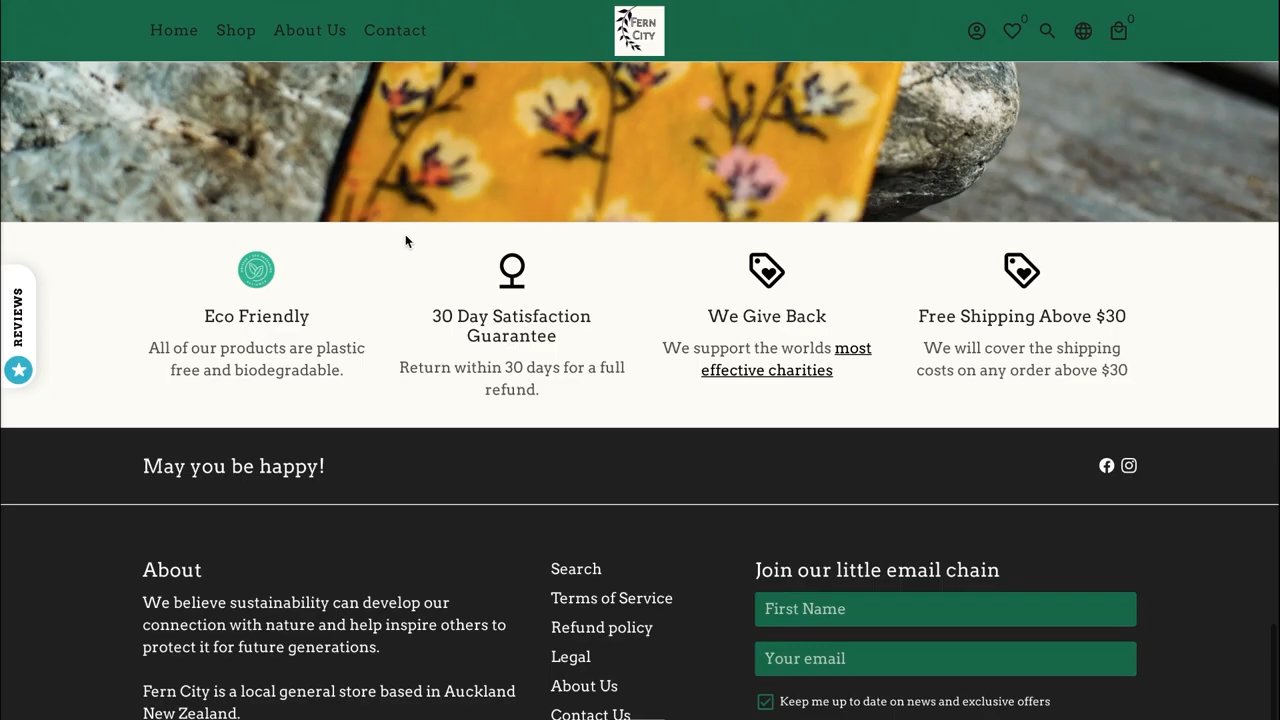 Home Shop About Us Contact
FERN
CITY
0
0
REVIEWS
Eco Friendly
All of our products are plastic
free and biodegradable.
30 Day Satisfaction
Guarantee
Return within 30 days for a full
refund.
We Give Back
We support the worlds most
effective charities
Free Shipping Above $30
We will cover the shipping
costs on any order above $30
May you be happy!
About
We believe sustainability can develop our
connection with nature and help inspire others to
protect it for future generations.
Fern City is a local general store based in Auckland
New Zealand.
Search
Terms of Service
Refund policy
Legal
About Us
Contact Us
Join our little email chain
First Name
Your email
Keep me up to date on news and exclusive offers